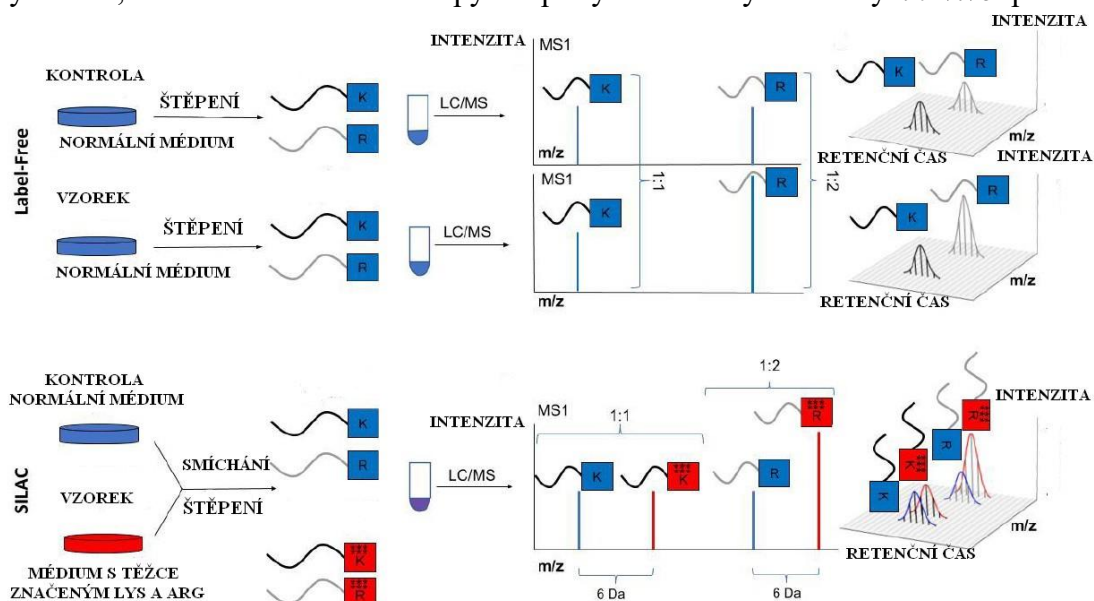 INTENZITA
INTENZITA
MS1
KONTROLA
K
K
R
K
R
ŠTĚPENÍ
LC/MS
NORMÁLNÍ MÉDIUM
R
m/z
m/z
RETENČNÍ ČAS
INTENZITA
Label-Free
MS1
1:1
1:2
VZOREK
R
R
K
K
K
ŠTĚPENÍ
LC/MS
NORMÁLNÍ MÉDIUM
R
m/z
m/z
RETENČNÍ ČAS
1:2
KONTROLA
NORMÁLNÍ MÉDIUM
INTENZITA
INTENZITA
MS1
1:1
R
R
K
R
K
SMÍCHÁNÍ
R
K
K
R
LC/MS
K
SILAC
VZOREK
ŠTĚPENÍ
m/z
RETENČNÍ ČAS
K
m/z
MÉDIUM S TĚŽCE
ZNAČENÝM LYS A ARG
R
6 Da
6 Da